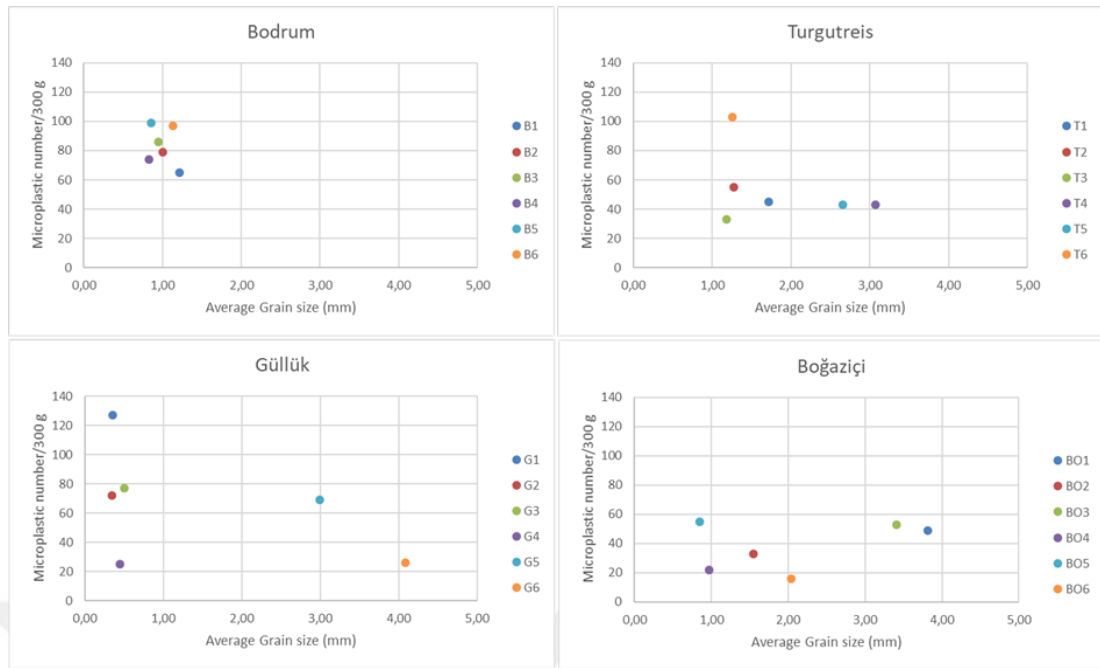 Bodrum
Microplastic number/300 g
140
120
100
80
60
40
20
0
0,00 1,00 2,00 3,00 4,00 5,00
Average Grain size (mm)
B1
B2
B3
B4
B5
B6
Turgutreis
Microplastic number/300 g
140
120
100
80
60
40
20
0
0,00 1,00 2,00 3,00 4,00 5,00
Average Grain size (mm)
T1
T2
T3
T4
T5
T6
Güllük
Microplastic number/300 g
140
120
100
80
60
40
20
0
0,00 1,00 2,00 3,00 4,00 5,00
Average Grain size (mm)
G1
G2
G3
G4
G5
G6
Boğaziçi
Microplastic number/300 g
140
120
100
80
60
40
20
0
0,00 1,00 2,00 3,00 4,00 5,00
Average Grain size (mm)
BO1
BO2
BO3
BO4
BO5
BO6